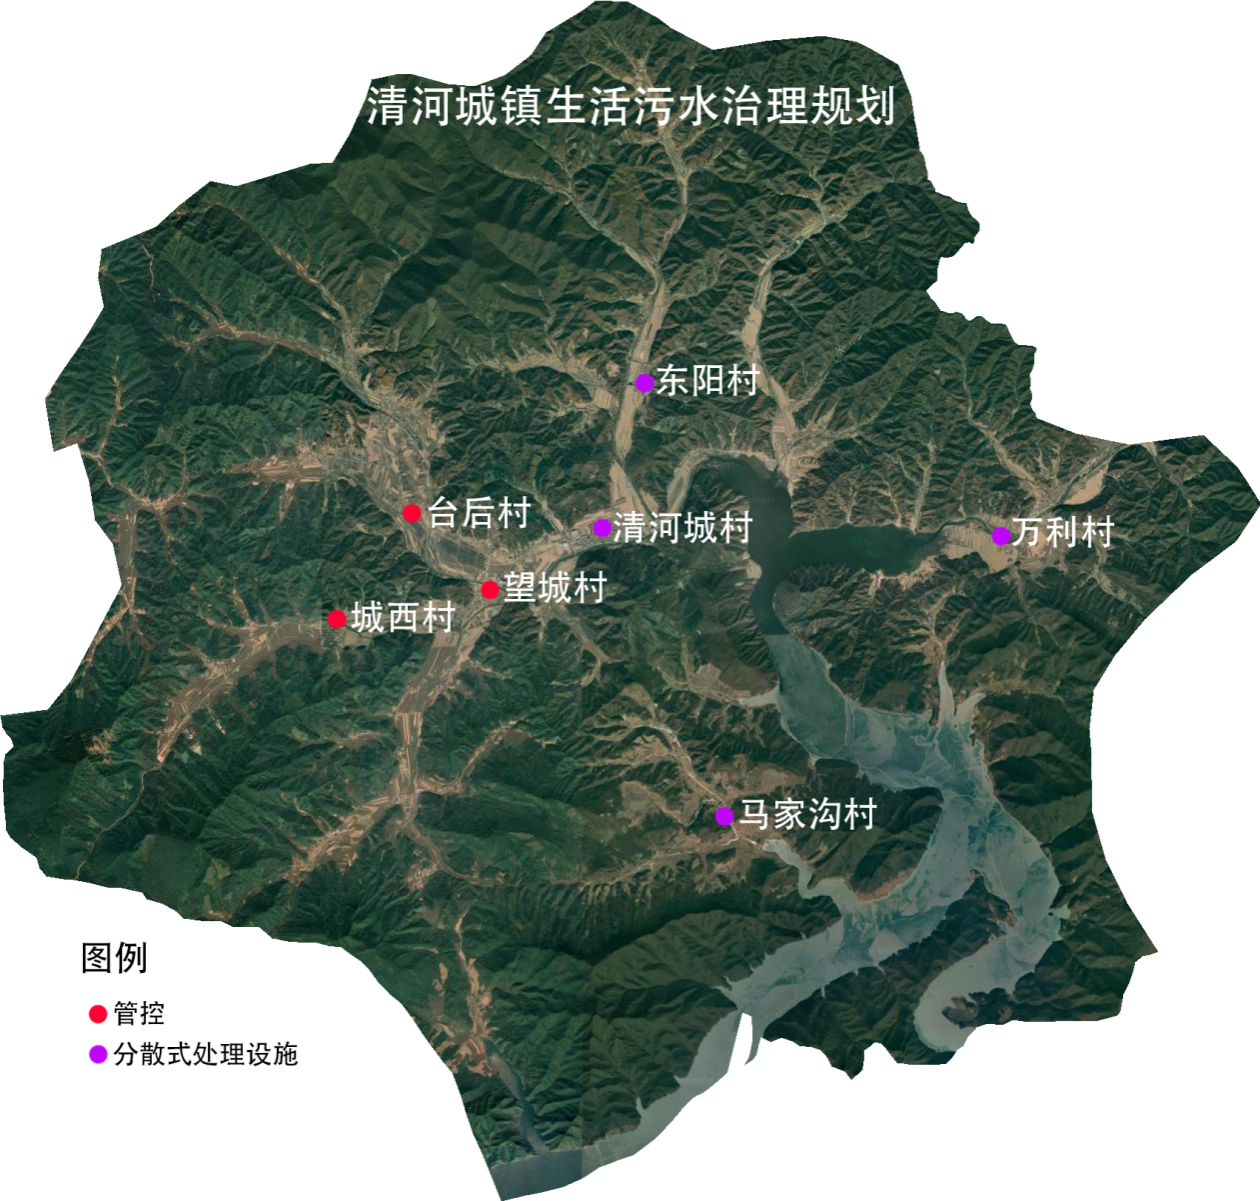 清河城镇生活污水治理规划
东阳村
台后村
清河城村
万利村
望城村
城西村
马家沟村
图例
管控
分散式处理设施